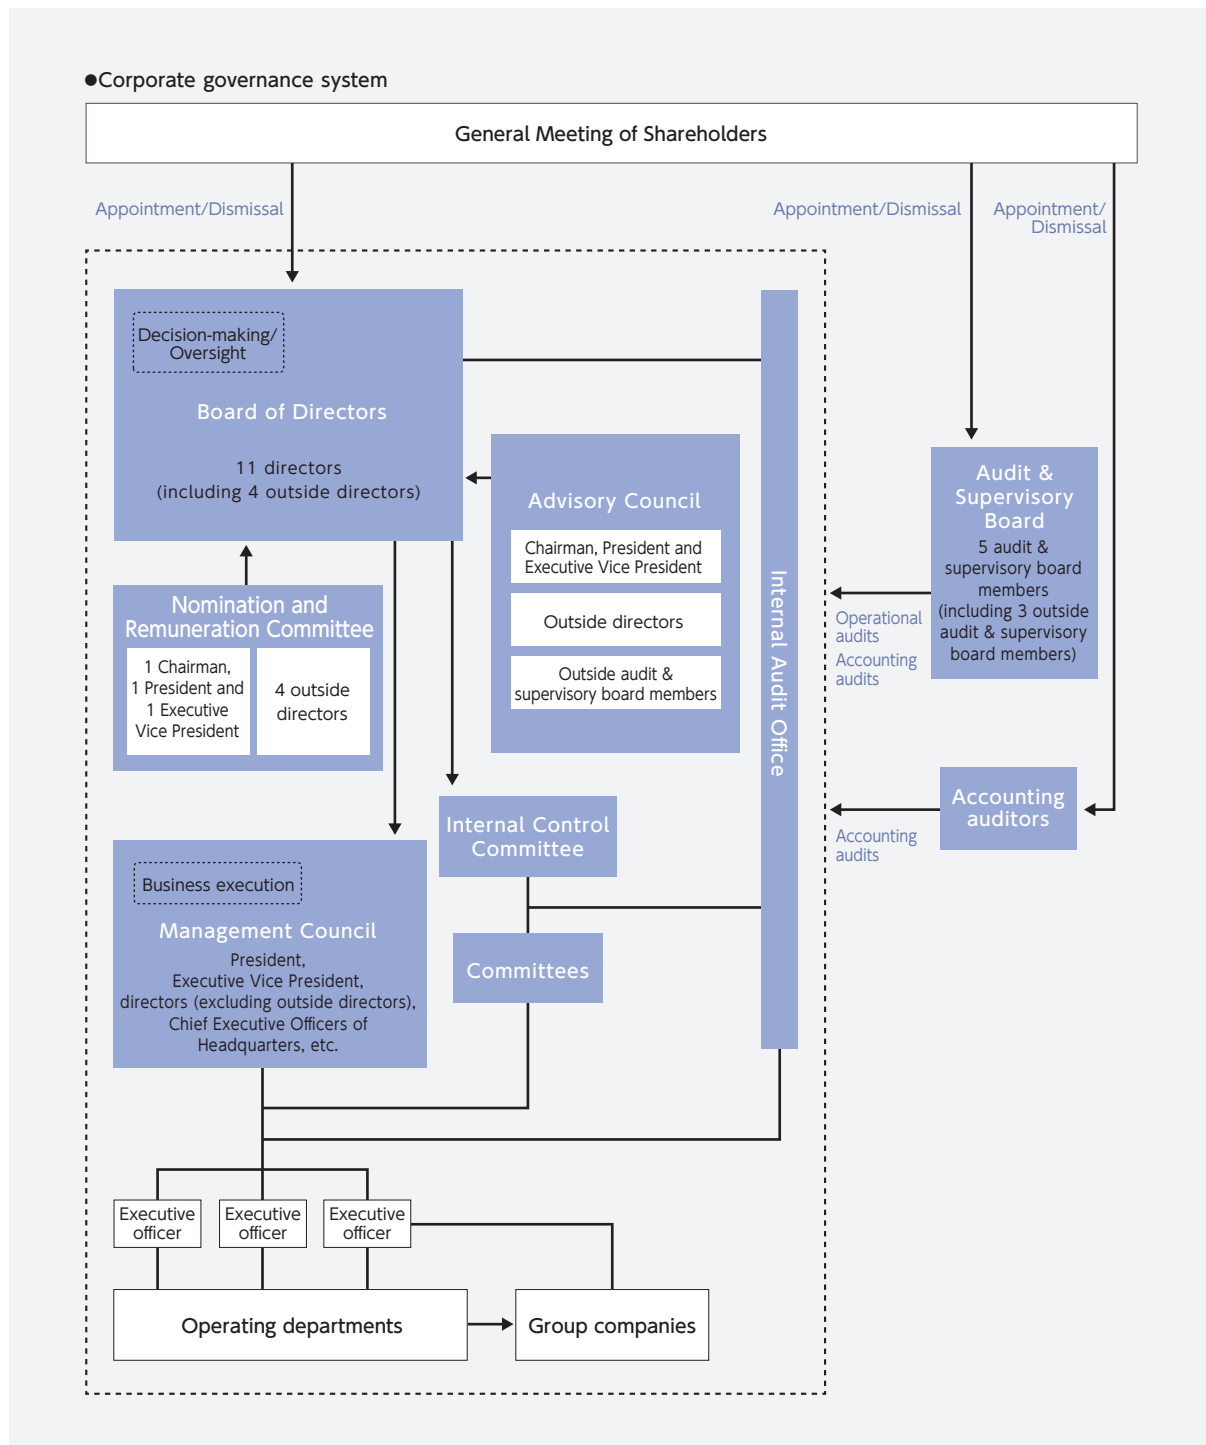 ●Corporate governance system
General Meeting of Shareholders
Appointment/Dismissal
Appointment/Dismissal
Appointment/
Dismissal
Decision-making/
Oversight
Board of Directors
11 directors
(including 4 outside directors)
Advisory Council
Chairman, President and
Executive Vice President
Outside directors
Outside audit &
supervisory board members
Internal Audit Office
Audit &
Supervisory
Board
5 audit &
supervisory board
members
(including 3 outside
audit & supervisory
board members)
Operational
audits
Accounting
audits
Nomination and
Remuneration Committee
1 Chairman,
1 President and
1 Executive
Vice President
4 outside
directors
Accounting
auditors
Accounting
audits
Internal Control
Committee
Business execution
Management Council
President,
Executive Vice President,
directors (excluding outside directors),
Chief Executive Officers of
Headquarters, etc.
Committees
Executive
officer
Executive
officer
Executive
officer
Operating departments
Group companies